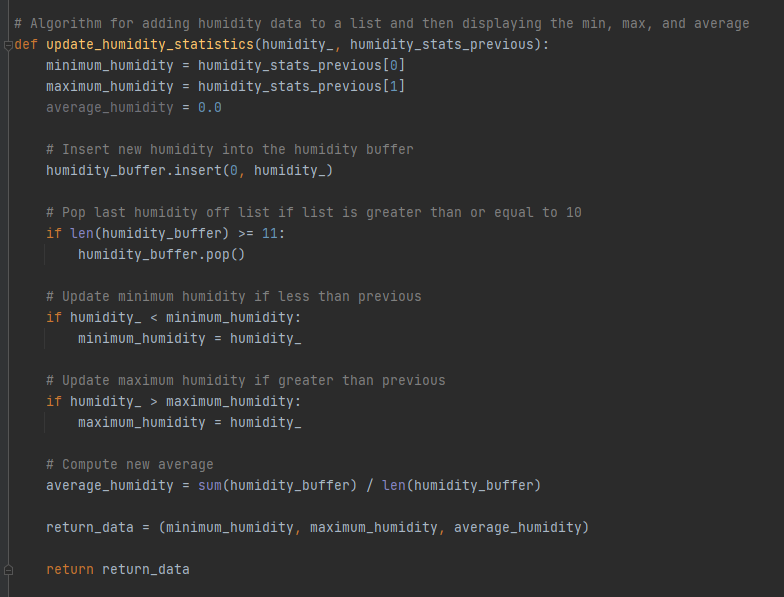 # Algorithm for adding humidity data to a list and then displaying the min, max, and average
def update_humidity_statistics(humidity_, humidity_stats_previous):
    minimum_humidity = humidity_stats_previous[0]
    maximum_humidity = humidity_stats_previous[1]
    average_humidity = 0.0

    # Insert new humidity into the humidity buffer
    humidity_buffer.insert(0, humidity_)

    # Pop last humidity off list if list is greater than or equal to 10
    if len(humidity_buffer) >= 11:
        humidity_buffer.pop()

    # Update minimum humidity if less than previous
    if humidity_ < minimum_humidity:
        minimum_humidity = humidity_

    # Update maximum humidity if greater than previous
    if humidity_ > maximum_humidity:
        maximum_humidity = humidity_

    # Compute new average
    average_humidity = sum(humidity_buffer) / len(humidity_buffer)

    return_data = (minimum_humidity, maximum_humidity, average_humidity)

    return return_data